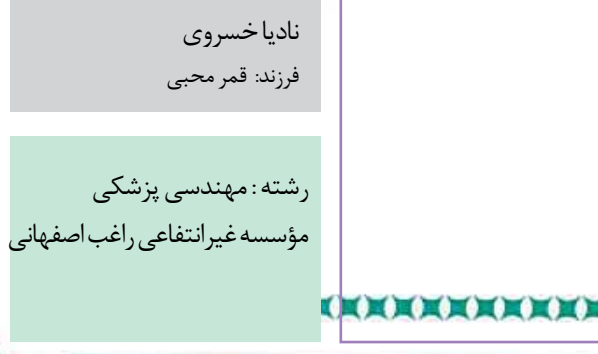 نادیا خسروی
فرزند: قمر محبی
رشته : مهندسی پزشکی
مؤسسه غیرانتفاعی راغب اصفهانی